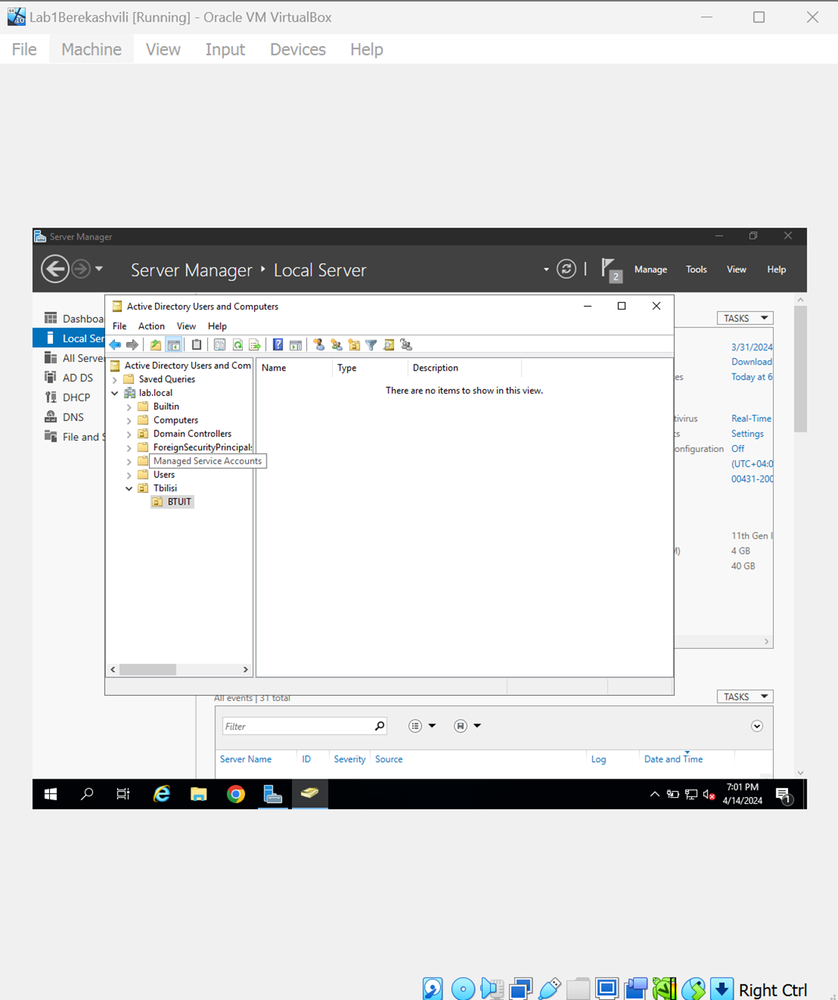 Lab1Berekashvili [Running] - Oracle VM VirtualBox
File Machine View Input Devices Help
Server Manager
Server Manager Local Server
2
Manage Tools View Help
Active Directory Users and Computers
File Action View Help
Dashboa
Local Ser
All Server
AD DS
DHCP
DNS
File and S
Active Directory Users and Com
Saved Queries
lab.local
Builtin
Computers
Domain Controllers
ForeignSecurityPrincipals
Managed Service Accounts
Users
Tbilisi
BTUIT
Name Type Description
There are no items to show in this view.
TASKS
3/31/2024
Download
es Today at 6
tivirus Real-Time
ts Settings
onfiguration Off
(UTC+04:0
00431-200
11th Gen I
M) 4 GB
40 GB
All events | 31 total
TASKS
Filter
Server Name ID Severity Source Log Date and Time
7:01 PM
4/14/2024
1
Right Ctrl